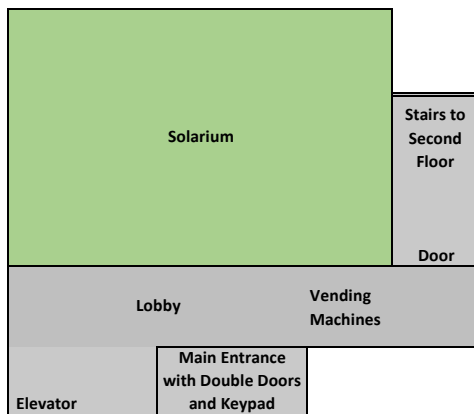 Stairs to
Second
Floor
Solarium
Door
Lobby
Vending
Machines
Main Entrance
with Double Doors
and Keypad
Elevator